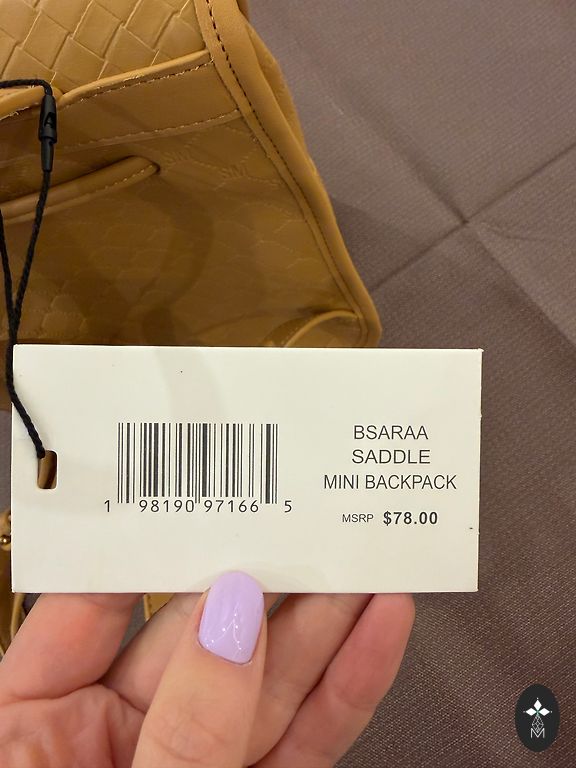 BSARAA
SADDLE
MINI BACKPACK
MSRP $78.00
1 98190 97166 5
M